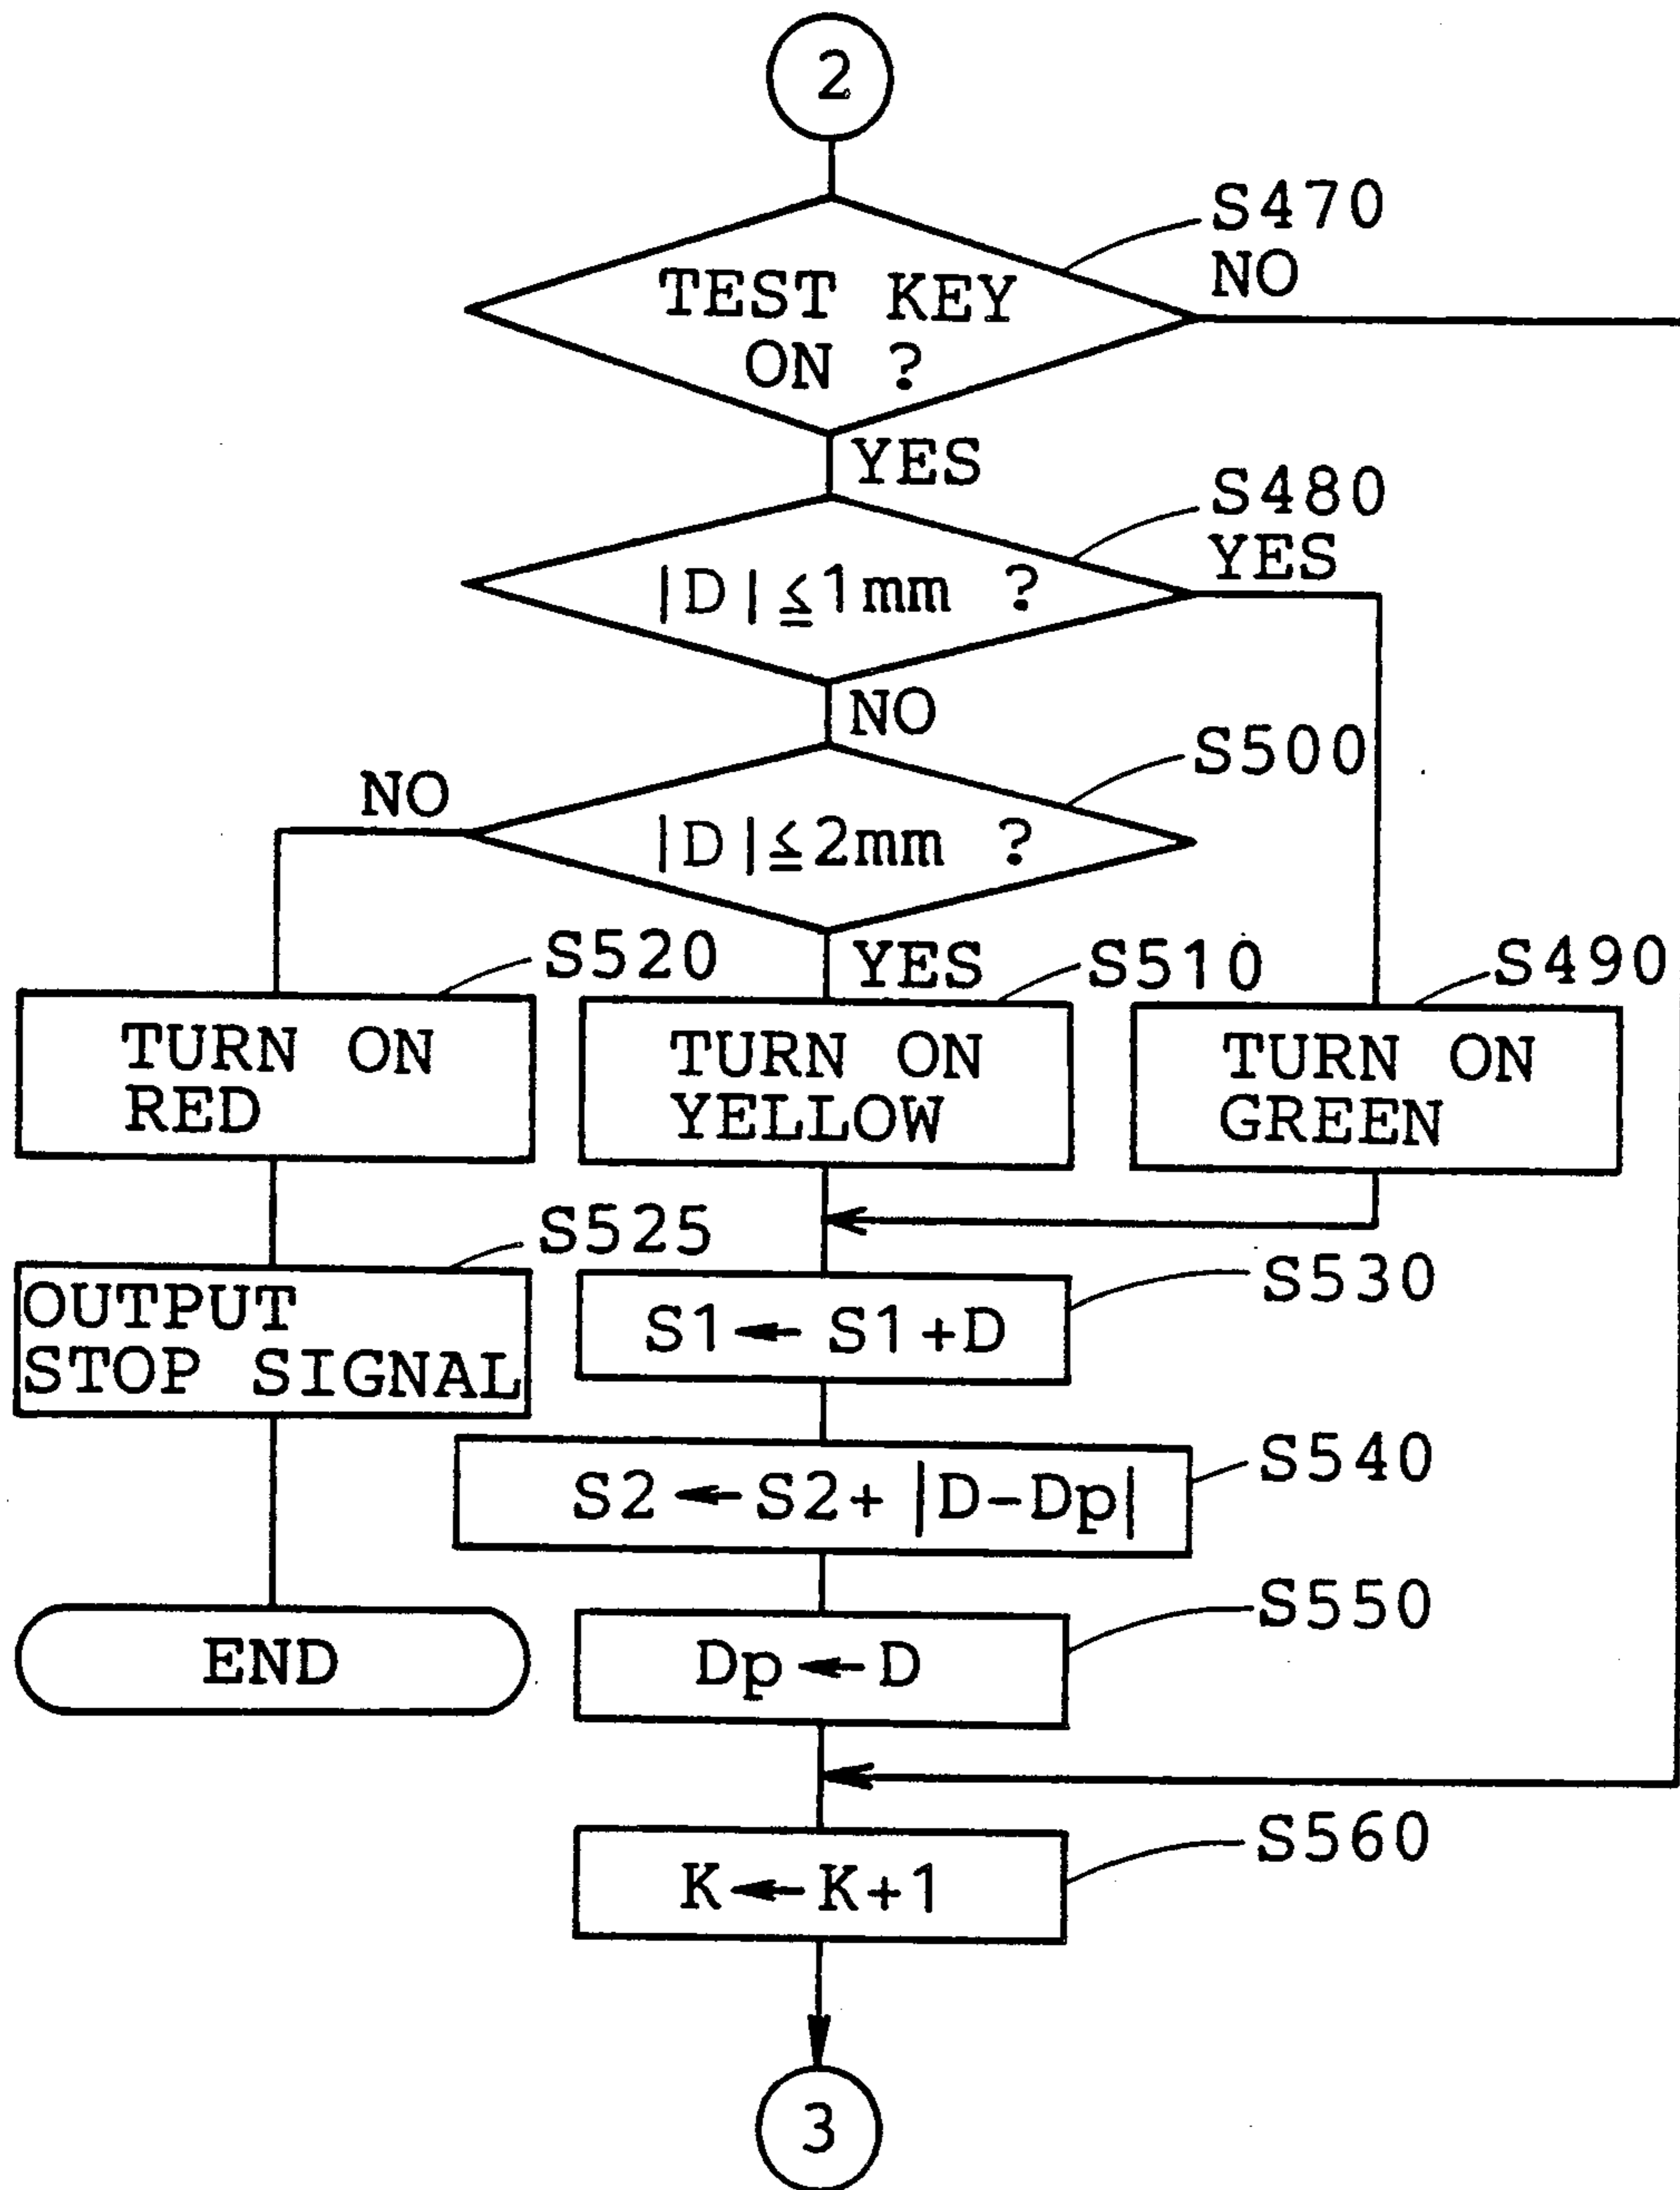 2
S470
NO
TEST KEY
ON ?
YES
S480
YES
|D|≦1mm ?
NO
S500
NO
|D|≦2mm ?
YES
S520
S510
S490
TURN ON
RED
TURN ON
YELLOW
TURN ON
GREEN
S525
OUTPUT
STOP SIGNAL
S530
S1← S1+D
S540
S2←S2+ |D-Dp|
S550
END
Dp←D
S560
K←K+1
3